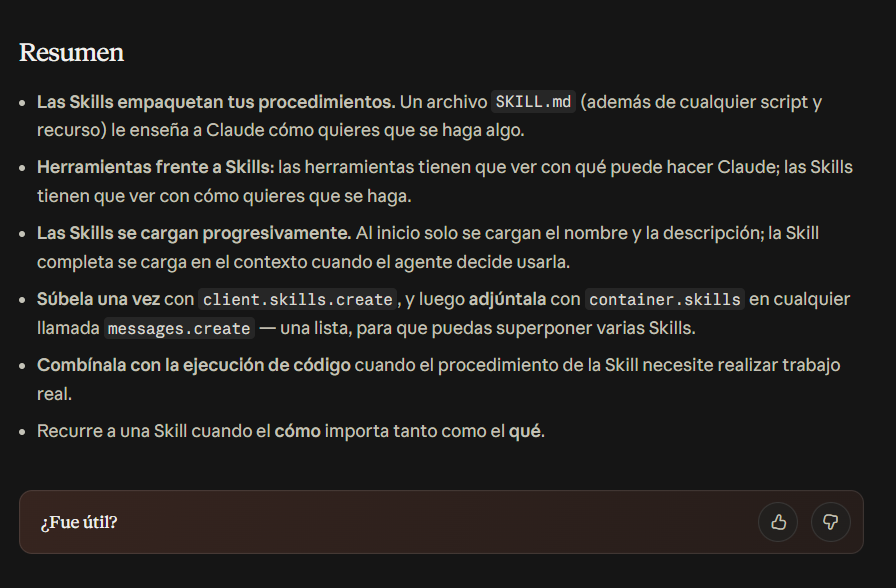 Resumen
Las Skills empaquetan tus procedimientos. Un archivo SKILL.md (además de cualquier script y
recurso) le enseña a Claude cómo quieres que se haga algo.
Herramientas frente a Skills: las herramientas tienen que ver con qué puede hacer Claude; las Skills
tienen que ver con cómo quieres que se haga.
Las Skills se cargan progresivamente. Al inicio solo se cargan el nombre y la descripción; la Skill
completa se carga en el contexto cuando el agente decide usarla.
Súbela una vez con client.skills.create, y luego adjúntala con container.skills en cualquier
llamada messages.create — una lista, para que puedas superponer varias Skills.
Combínala con la ejecución de código cuando el procedimiento de la Skill necesite realizar trabajo
real.
Recurre a una Skill cuando el cómo importa tanto como el qué.
¿Fue útil?